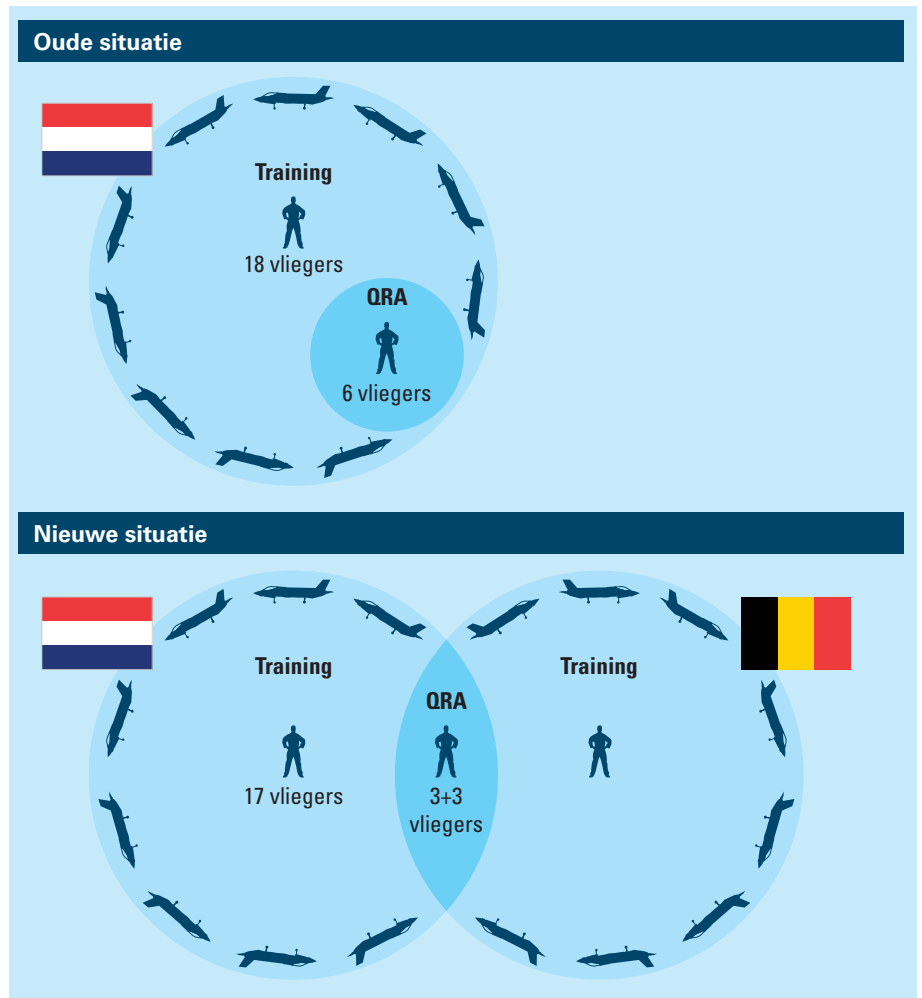 Oude situatie
Training
18 vliegers
QRA
6 vliegers
Nieuwe situatie
Training
17 vliegers
QRA
3+3
vliegers
Training